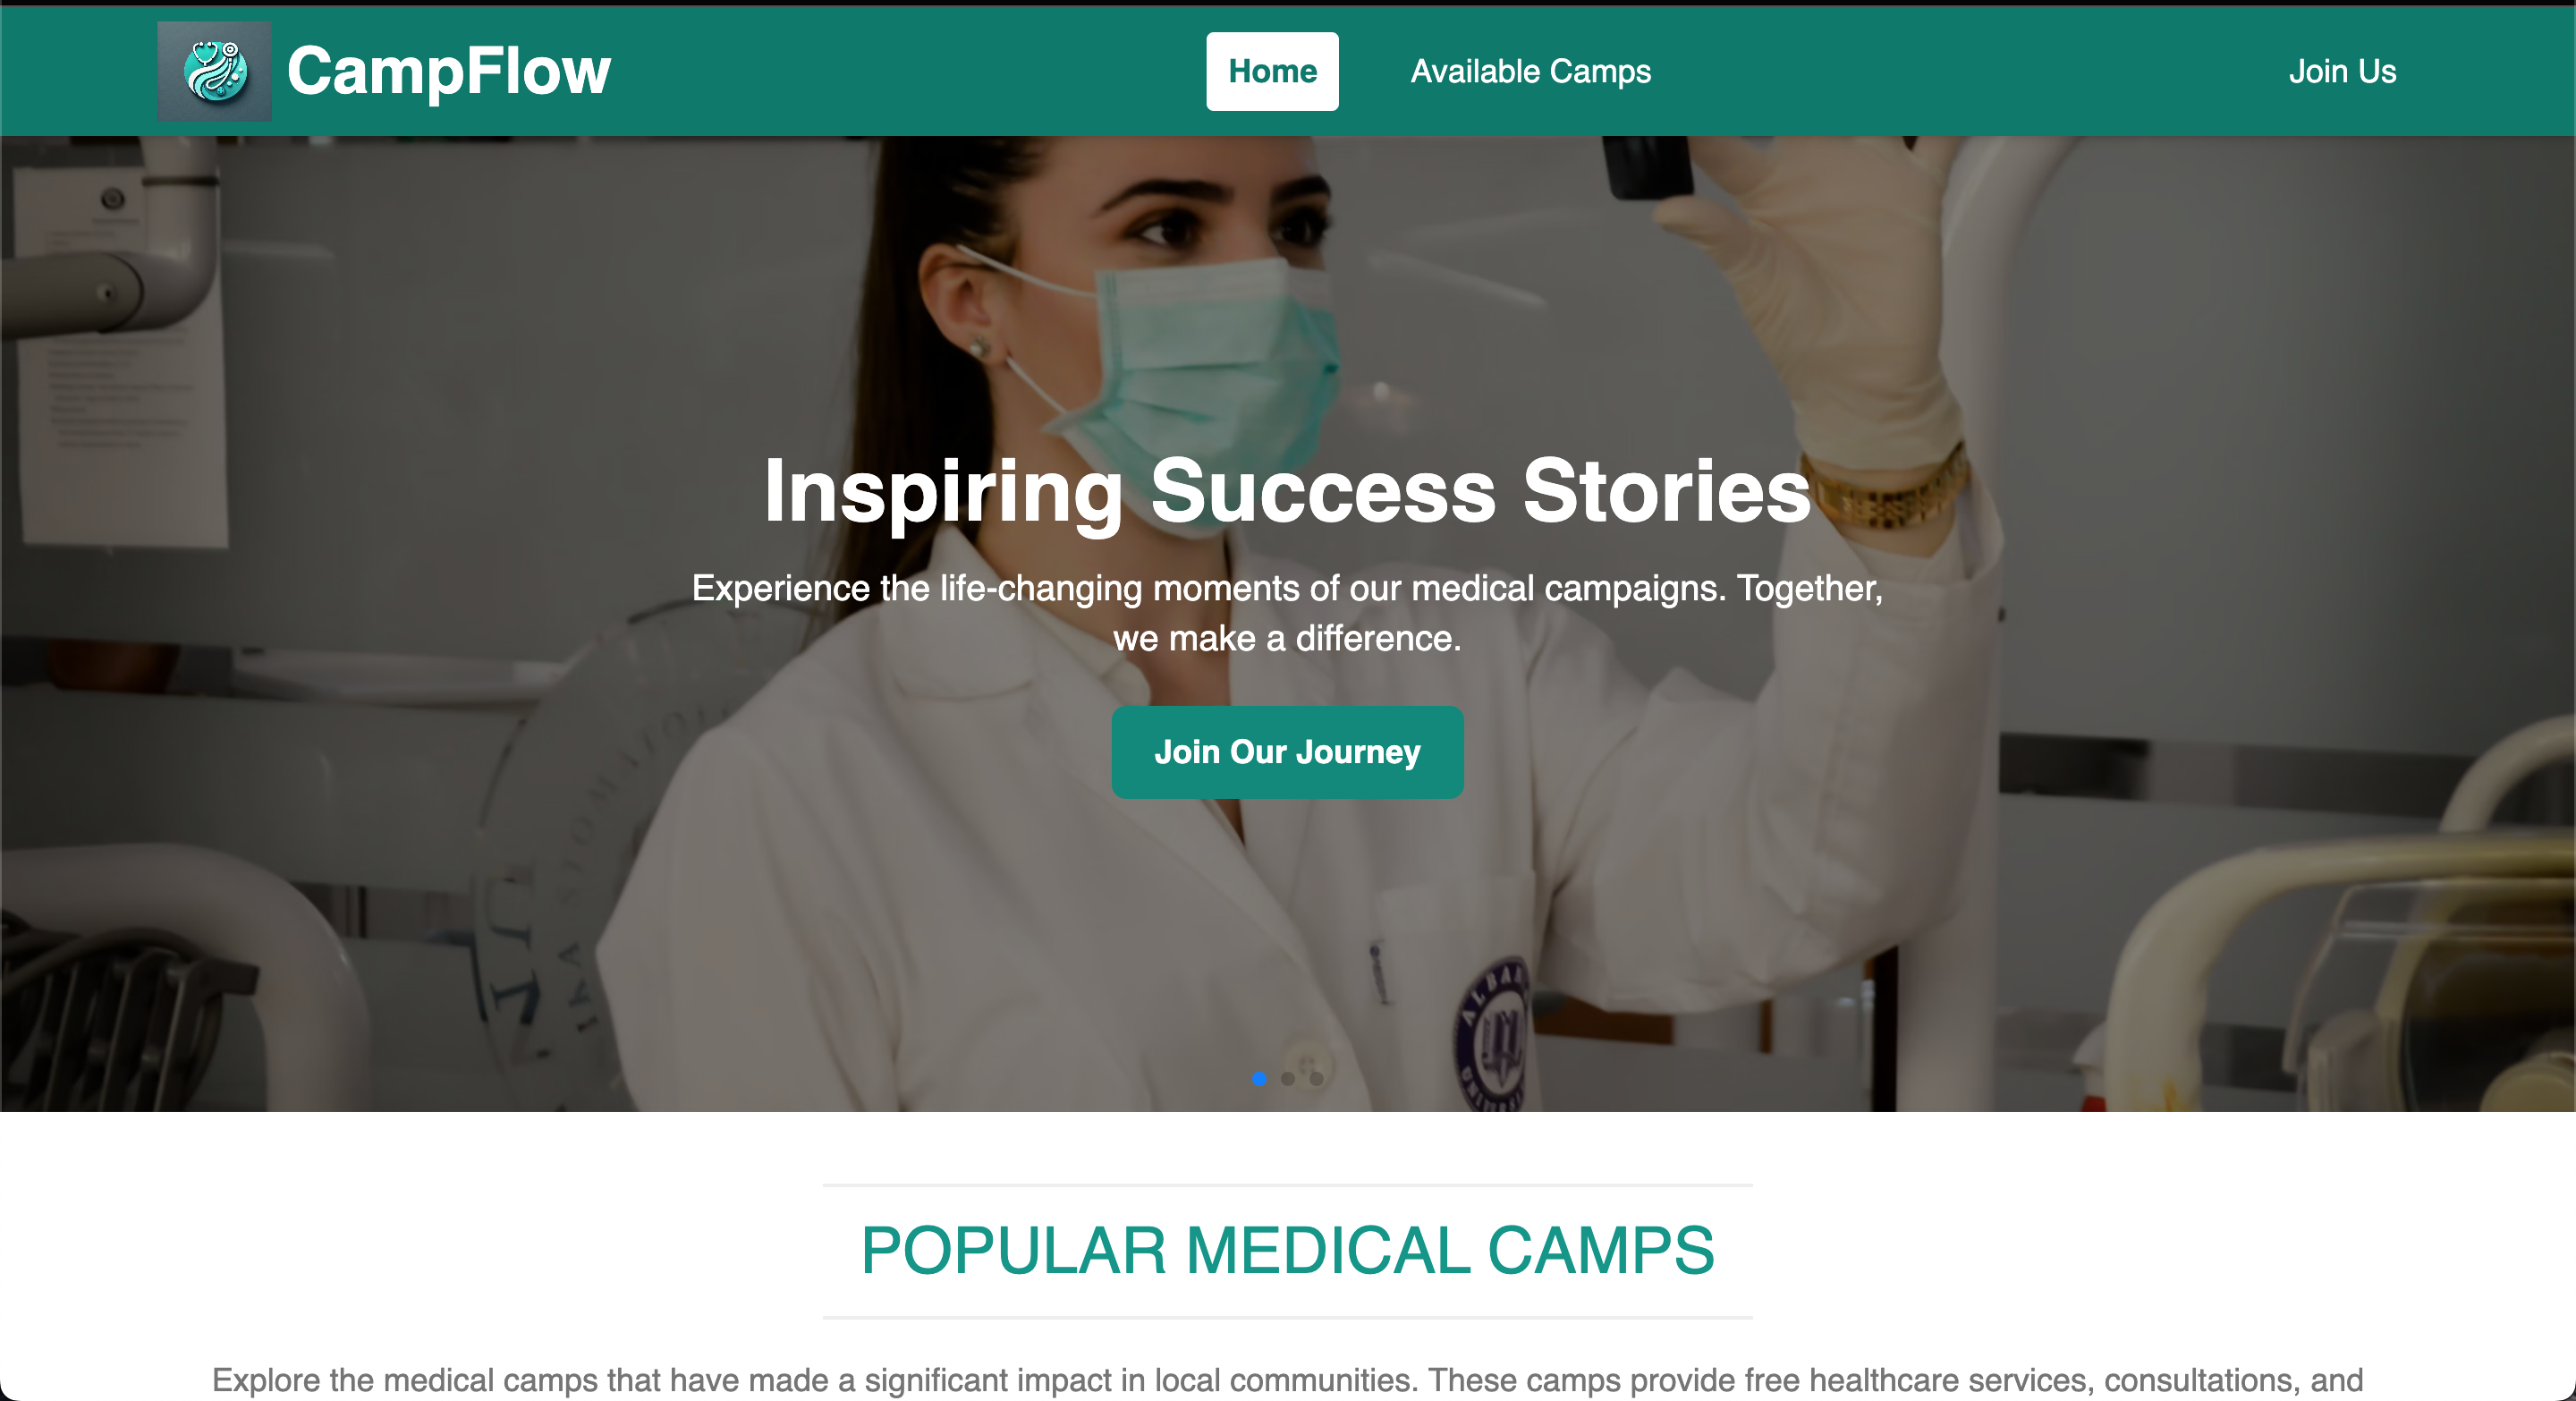 CampFlow
Home
Available Camps
Join Us
Inspiring Success Stories
Experience the life-changing moments of our medical campaigns. Together,
we make a difference.
Join Our Journey
POPULAR MEDICAL CAMPS
Explore the medical camps that have made a significant impact in local communities. These camps provide free healthcare services, consultations, and